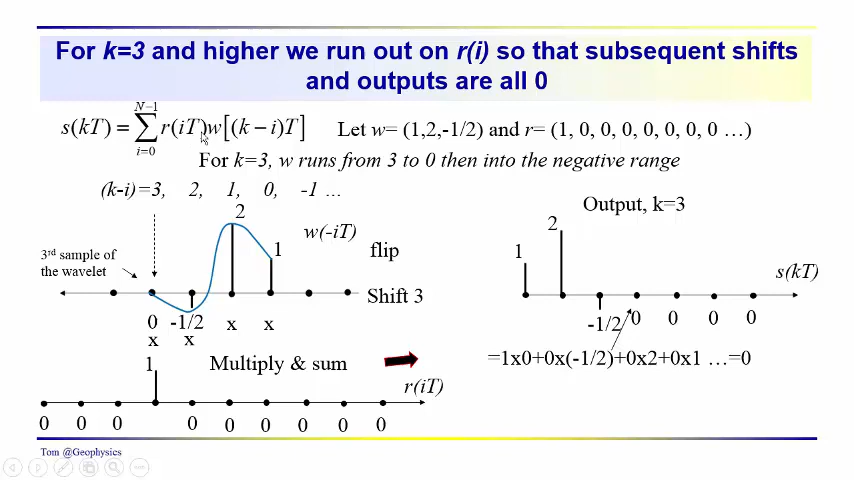 For k=3 and higher we run out on r(i) so that subsequent shifts
and outputs are all 0
s(kT) = \sum_{i=0}^{N-1} r(iT)w[(k − i)T]
Let w= (1,2,-1/2) and r= (1, 0, 0, 0, 0, 0, 0, 0 …)
For k=3, w runs from 3 to 0 then into the negative range
(k-i)=3, 2, 1, 0, -1 …
2
w(-iT)
1
flip
3rd sample of
the wavelet
Shift 3
0 -1/2 x x
x x
1
Multiply & sum
r(iT)
0 0 0 0 0 0 0 0 0
Output, k=3
2
1
s(kT)
-1/2 0 0 0 0
=1x0+0x(-1/2)+0x2+0x1 …=0
Tom @Geophysics